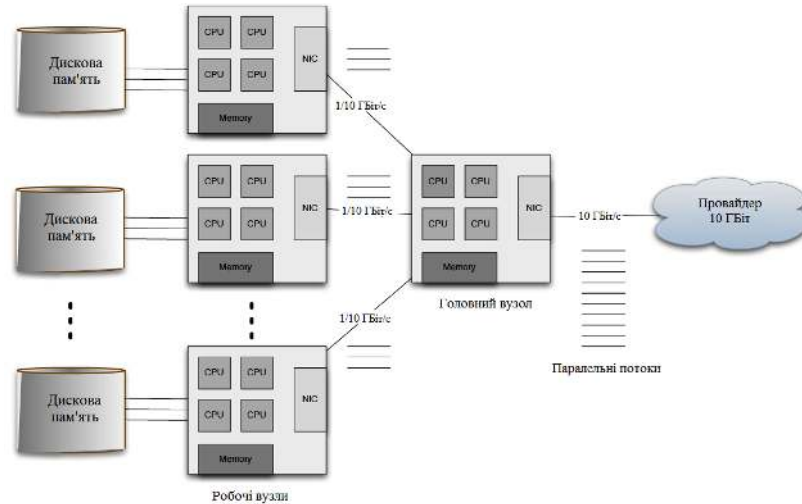 Дискова
пам'ять
CPU
CPU
CPU
CPU
NIC
Memory
1/10 ГБіт/с
Дискова
пам'ять
CPU
CPU
CPU
CPU
NIC
Memory
1/10 ГБіт/с
CPU
CPU
CPU
CPU
NIC
Memory
Головний вузол
10 ГБіт/с
Провайдер
10 ГБіт
Паралельні потоки
1/10 ГБіт/с
Дискова
пам'ять
CPU
CPU
CPU
CPU
NIC
Memory
Робочі вузли